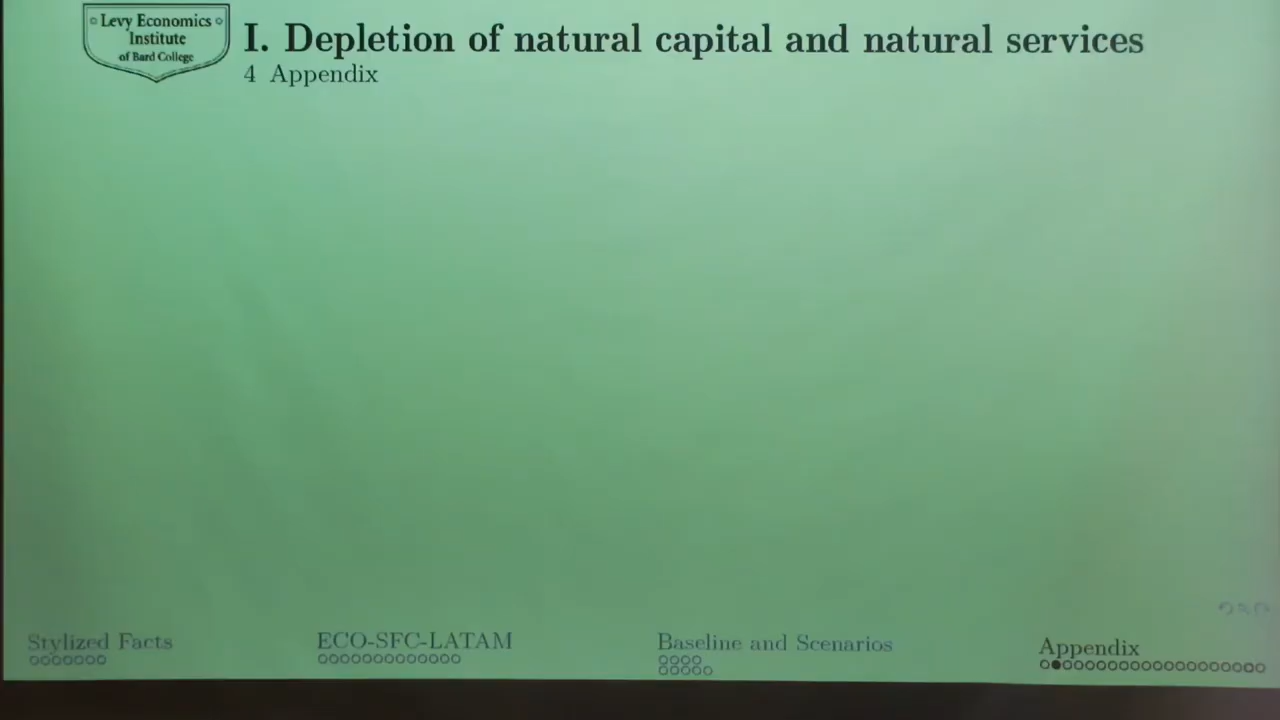 Levy Economics
Institute
of Bard College
I. Depletion of natural capital and natural services
4 Appendix
Stylized Facts
ECO-SFC-LATAM
Baseline and Scenarios
Appendix